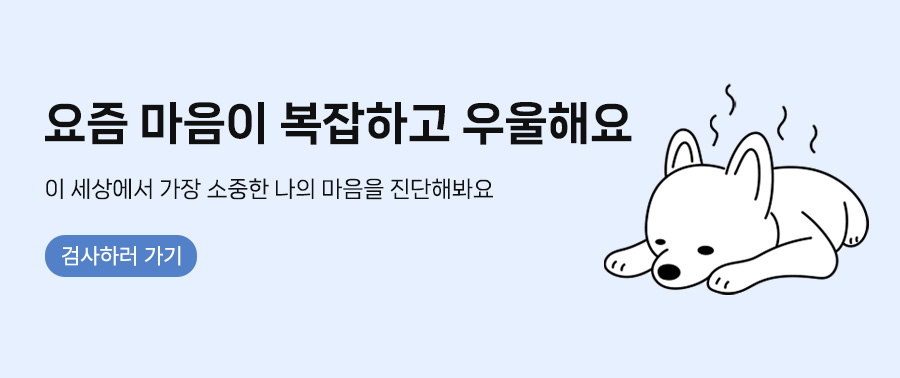 요즘 마음이 복잡하고 우울해요
이 세상에서 가장 소중한 나의 마음을 진단해봐요
검사하러 가기